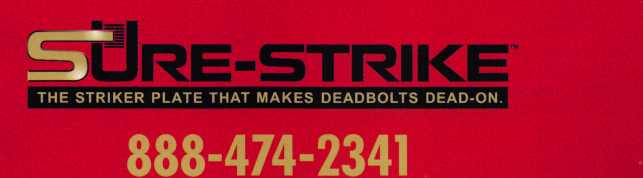 SURE-STRIKE™
THE STRIKER PLATE THAT MAKES DEADBOLTS DEAD-ON.
888-474-2341